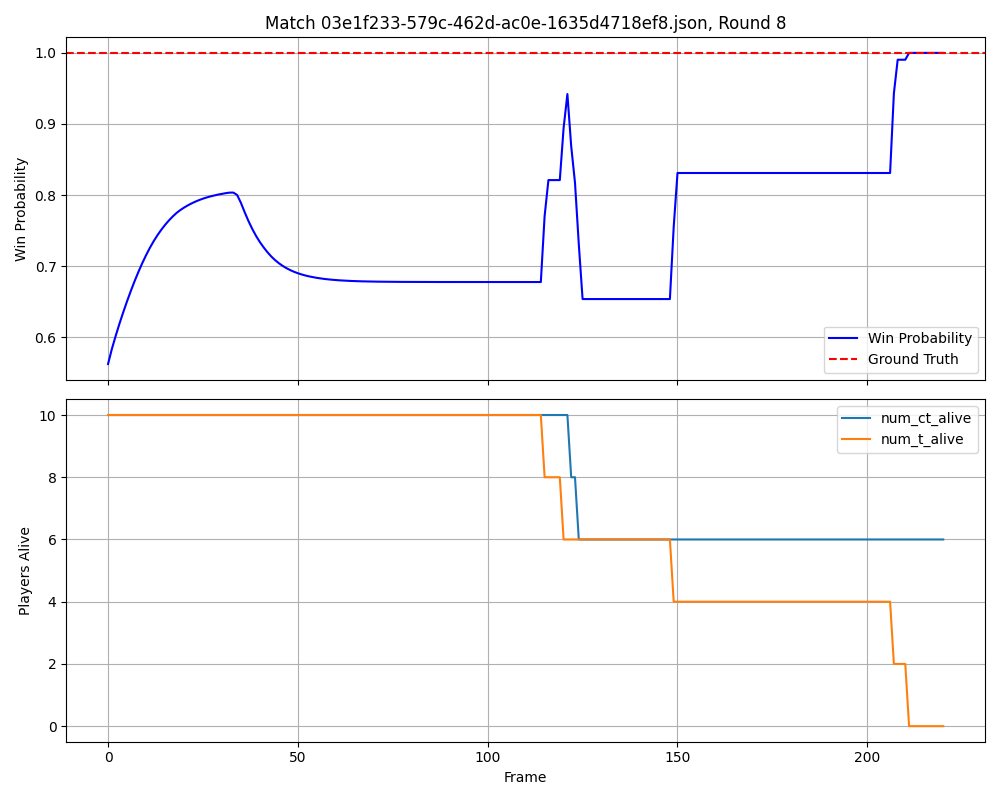 Match 03e1f233-579c-462d-ac0e-1635d4718ef8.json, Round 8
1.0
0.9
0.8
0.7
0.6
Win Probability
Win Probability
Ground Truth
10
8
6
4
2
0
Players Alive
num_ct_alive
num_t_alive
0
50
100
150
200
Frame